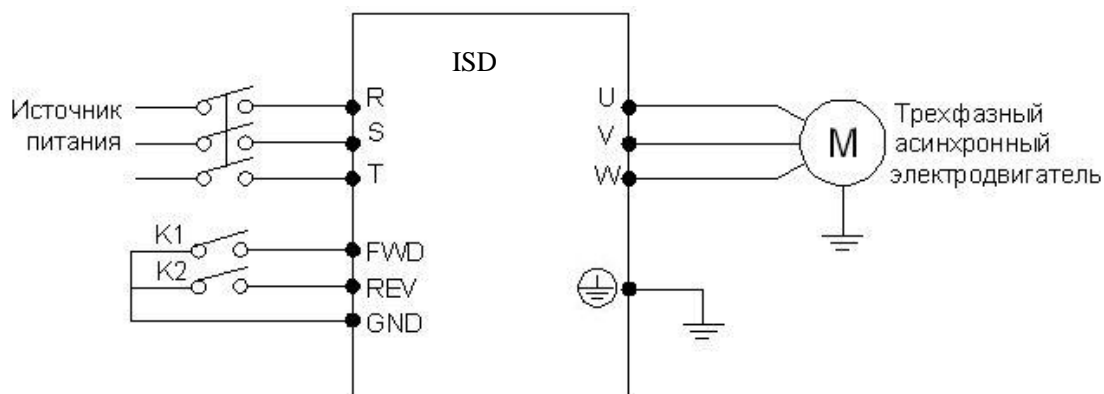 ISD
Источник
питания
R
S
T
U
V
W
M
Трехфазный
асинхронный
электродвигатель
K1
K2
FWD
REV
GND